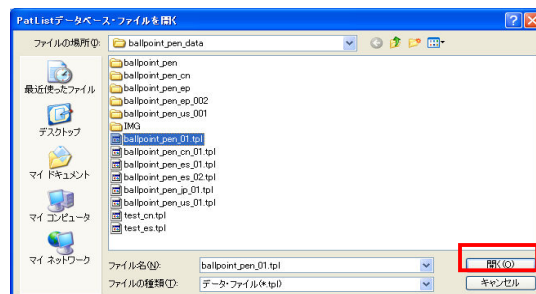 PatListデータベース・ファイルを開く
ファイルの場所(I):
ballpoint_pen_data
最近使ったファイル
デスクトップ
マイ ドキュメント
マイ コンピュータ
マイ ネットワーク
ballpoint_pen
ballpoint_pen_cn
ballpoint_pen_ep
ballpoint_pen_ep_002
ballpoint_pen_us_001
IMG
ballpoint_pen_01.tpl
ballpoint_pen_cn_01.tpl
ballpoint_pen_es_01.tpl
ballpoint_pen_es_02.tpl
ballpoint_pen_jp_01.tpl
ballpoint_pen_us_01.tpl
test_cn.tpl
test_es.tpl
ファイル名(N):
ballpoint_pen_01.tpl
開く(O)
ファイルの種類(T):
データ・ファイル(*.tpl)
キャンセル